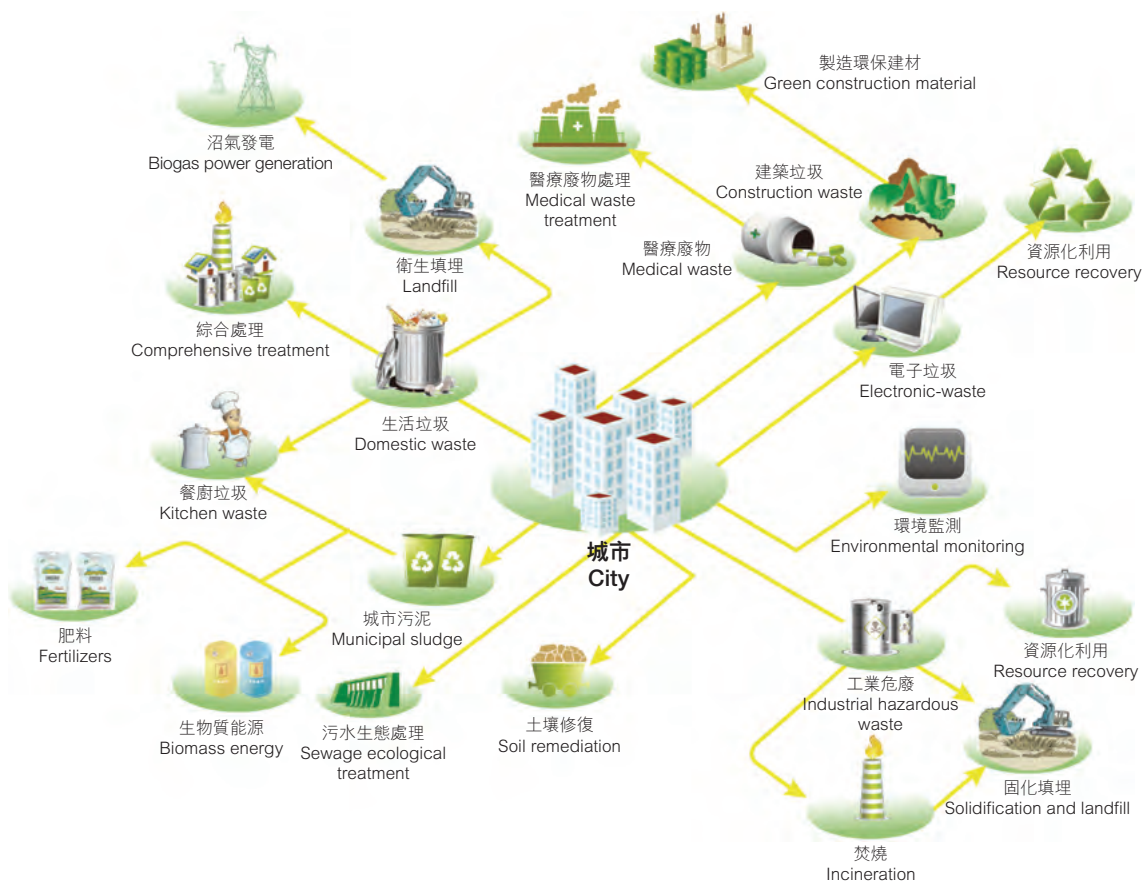 製造環保建材
Green construction material
沼氣發電
Biogas power generation
醫療廢物處理
Medical waste
treatment
建築垃圾
Construction waste
醫療廢物
Medical waste
資源化利用
Resource recovery
衛生填埋
Landfill
綜合處理
Comprehensive treatment
電子垃圾
Electronic-waste
生活垃圾
Domestic waste
餐廚垃圾
Kitchen waste
環境監測
Environmental monitoring
城市
City
肥料
Fertilizers
城市污泥
Municipal sludge
資源化利用
Resource recovery
工業危廢
Industrial hazardous
waste
生物質能源
Biomass energy
污水生態處理
Sewage ecological
treatment
土壤修復
Soil remediation
固化填埋
Solidification and landfill
焚燒
Incineration